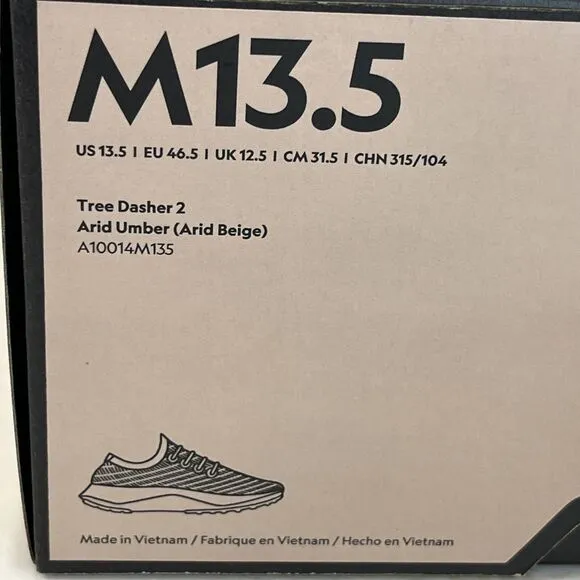 M13.5
US 13.5 I EU 46.5 I UK 12.5 I CM 31.5 I CHN 315/104
Tree Dasher 2
Arid Umber (Arid Beige)
A10014M135
Made in Vietnam / Fabrique en Vietnam / Hecho en Vietnam